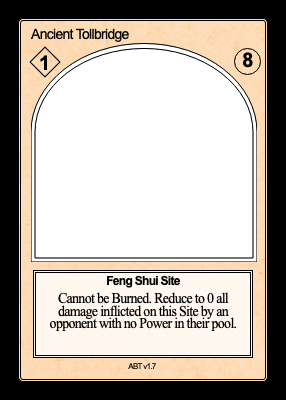 Ancient Tollbridge
1
8
Feng Shui Site
Cannot be Burned. Reduce to 0 all
damage inflicted on this Site by an
opponent with no Power in their pool.
ABT v1.7